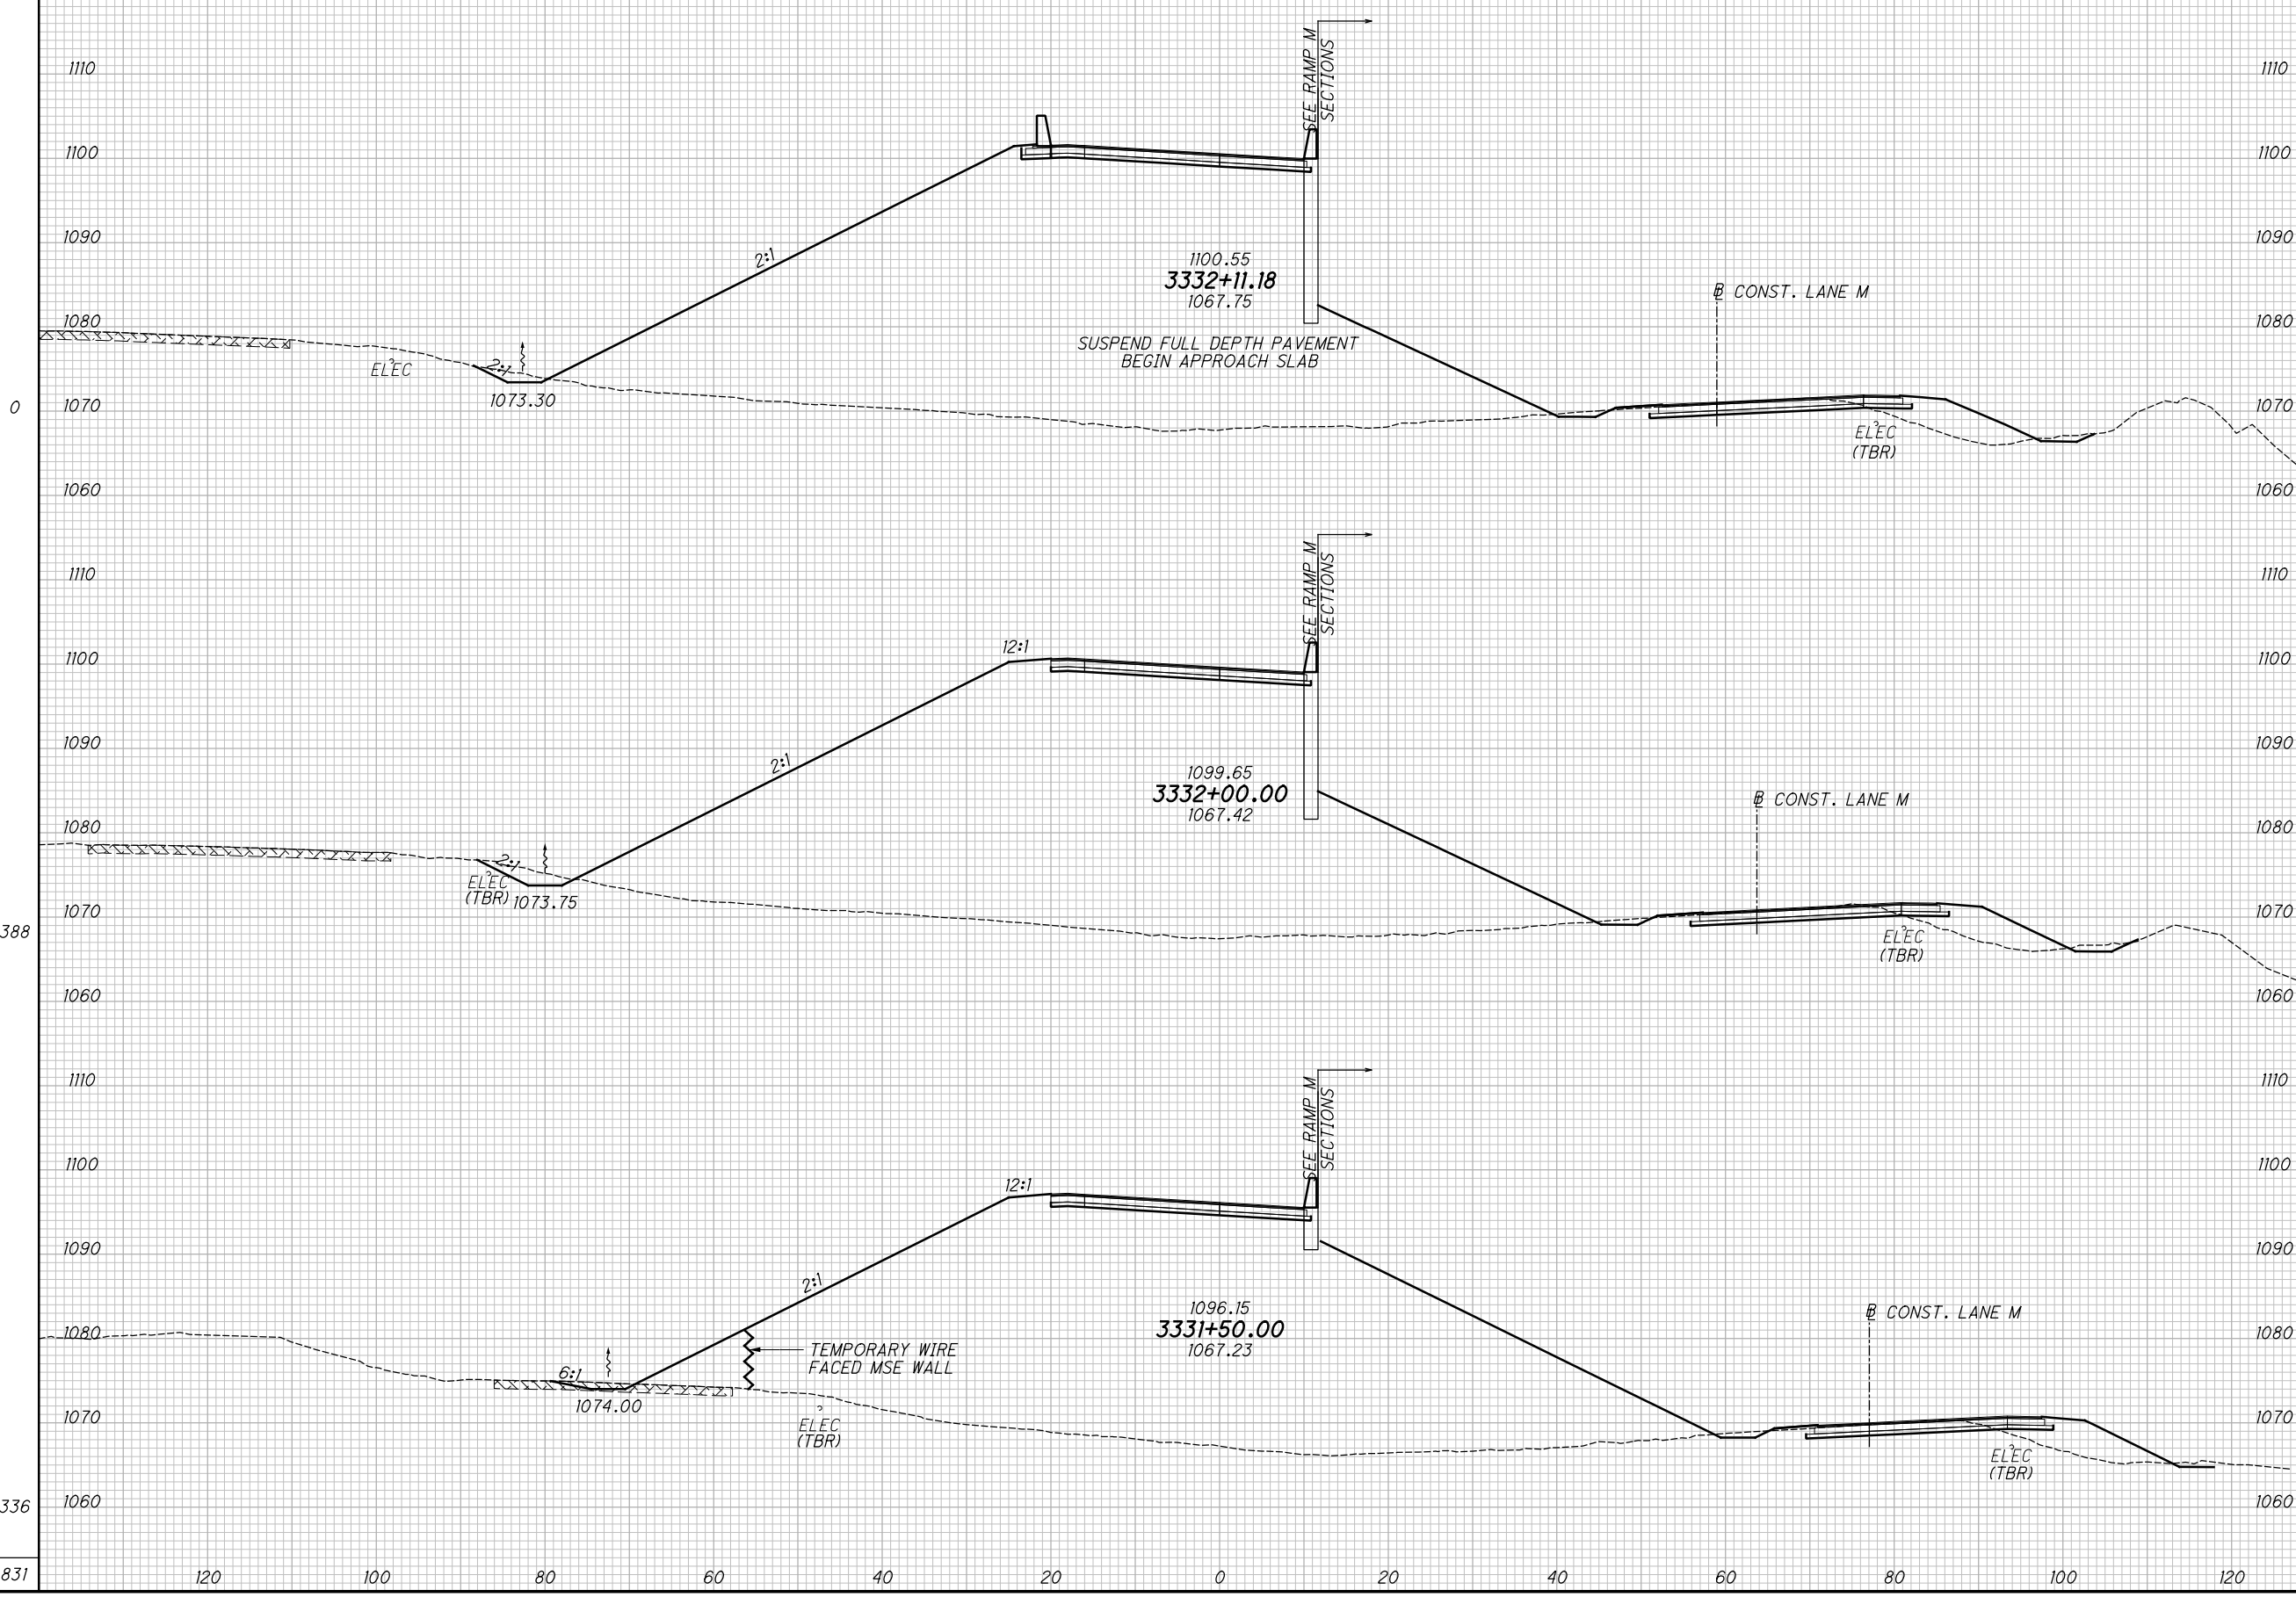 SEE RAMP M
SECTIONS
1110 1110
1100 1100
1090 2:1 1090
1100.55
3332+11.18
1067.75
₧ CONST. LANE M
1080 1080
SUSPEND FULL DEPTH PAVEMENT
BEGIN APPROACH SLAB
ELEC 2:1
1073.30
0 1070 1070
ELEC
(TBR)
1060 1060
SEE RAMP M
SECTIONS
1110 1110
12:1
1100 1100
1090 2:1 1090
1099.65
3332+00.00
1067.42
B CONST. LANE M
1080 1080
2:1
ELEC
(TBR) 1073.75
1070 1070
388
ELEC
(TBR)
1060 1060
SEE RAMP M
SECTIONS
1110 1110
1100 1100
12:1
1090 1090
2:1
1096.15
3331+50.00
1067.23
B CONST. LANE M
1080 1080
TEMPORARY WIRE
FACED MSE WALL
6:1
1074.00
1070 1070
ELEC
(TBR)
ELEC
(TBR)
336 1060 1060
831 120 100 80 60 40 20 0 20 40 60 80 100 120